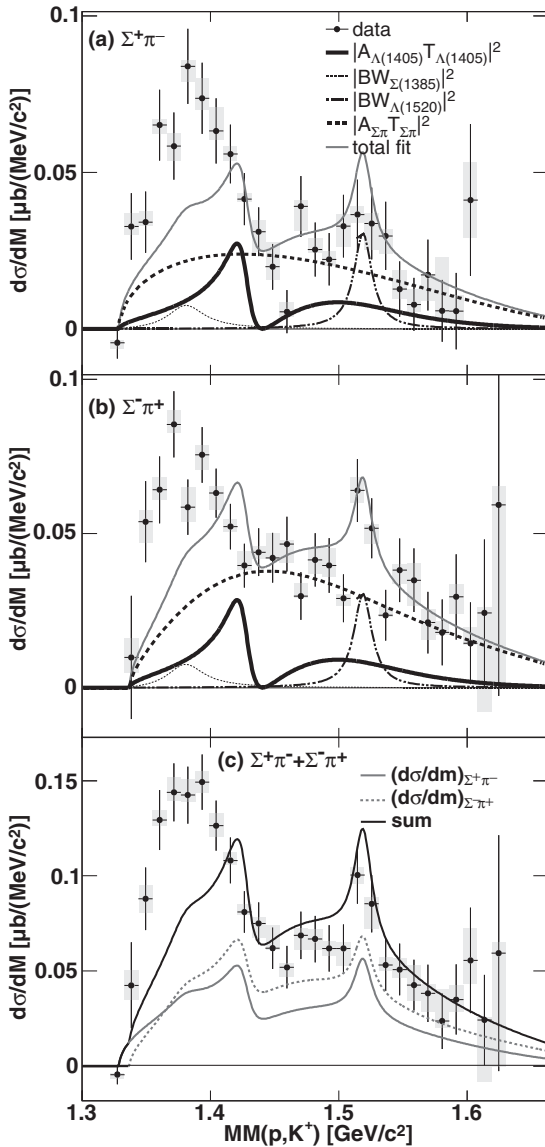 (a) Σ⁺π⁻
data
|A_Λ(1405)T_Λ(1405)|²
|BW_Σ(1385)|²
|BW_Λ(1520)|²
|A_ΣπT_Σπ|²
total fit
0.1
0.05
0
dσ/dM [μb/(MeV/c²)]
(b) Σ⁻π⁺
0.1
0.05
0
dσ/dM [μb/(MeV/c²)]
(c) Σ⁺π⁻+Σ⁻π⁺
(dσ/dm)_Σ⁺π⁻
(dσ/dm)_Σ⁻π⁺
sum
0.15
0.1
0.05
0
dσ/dM [μb/(MeV/c²)]
1.3 1.4 1.5 1.6
MM(p,K⁺) [GeV/c²]